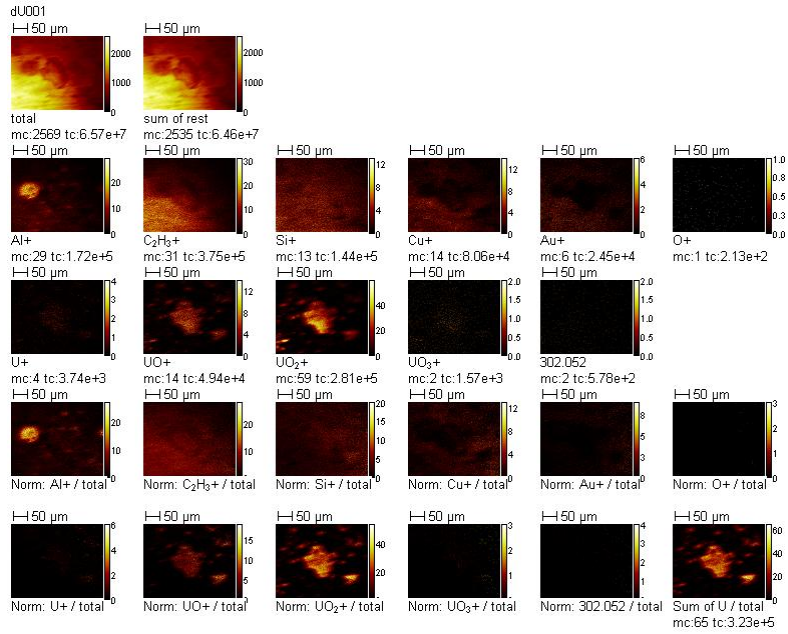 dU001
50 µm 50 µm
2000 2000
1000 1000
0 0
total sum of rest
mc:2569 tc:6.57e+7 mc:2535 tc:6.46e+7
50 µm 50 µm 50 µm 50 µm 50 µm 50 µm
30 12 12 6 1.0
20 20 8 8 4 0.8
10 10 4 4 2 0.3
0 0 0 0 0 0.0
Al+ C₂H₃+ Si+ Cu+ Au+ O+
mc:29 tc:1.72e+5 mc:31 tc:3.75e+5 mc:13 tc:1.44e+5 mc:14 tc:8.06e+4 mc:6 tc:2.45e+4 mc:1 tc:2.13e+2
50 µm 50 µm 50 µm 50 µm 50 µm
4 12 2.0 2.0
3 8 40 1.5 1.5
2 1.0 1.0
1 4 20 0.5 0.5
0 0 0 0.0 0.0
U+ UO+ UO₂+ UO₃+ 302.052
mc:4 tc:3.74e+3 mc:14 tc:4.94e+4 mc:59 tc:2.81e+5 mc:2 tc:1.57e+3 mc:2 tc:5.78e+2
50 µm 50 µm 50 µm 50 µm 50 µm 50 µm
20 12 3
20 20 15 8 8 2
10 10 10 5 1
5 4 3
0 0 0 0 0
Norm: Al+ / total Norm: C₂H₃+ / total Norm: Si+ / total Norm: Cu+ / total Norm: Au+ / total Norm: O+ / total
50 µm 50 µm 50 µm 50 µm 50 µm 50 µm
6 15 3 4 60
4 10 40 2 3 40
2 5 20 1 2 20
0 0 0 1 0
Norm: U+ / total Norm: UO+ / total Norm: UO₂+ / total Norm: UO₃+ / total Norm: 302.052 / total Sum of U / total
mc:65 tc:3.23e+5